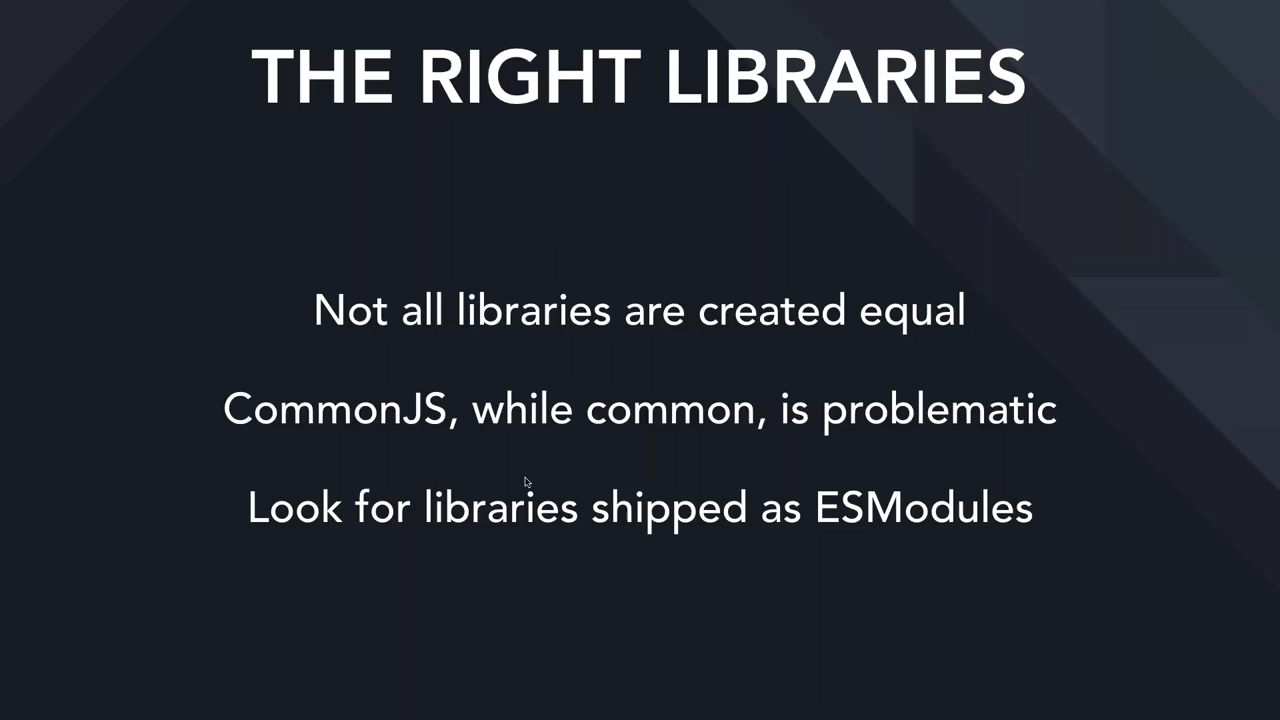 THE RIGHT LIBRARIES
Not all libraries are created equal
CommonJS, while common, is problematic
Look for libraries shipped as ESModules